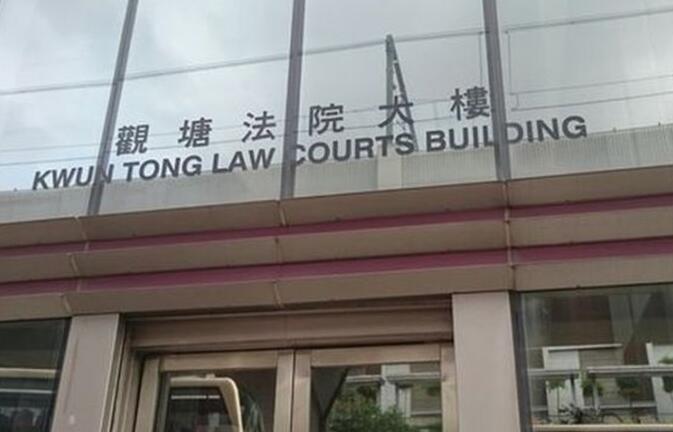 觀塘法院大樓
KWUN TONG LAW COURTS BUILDING